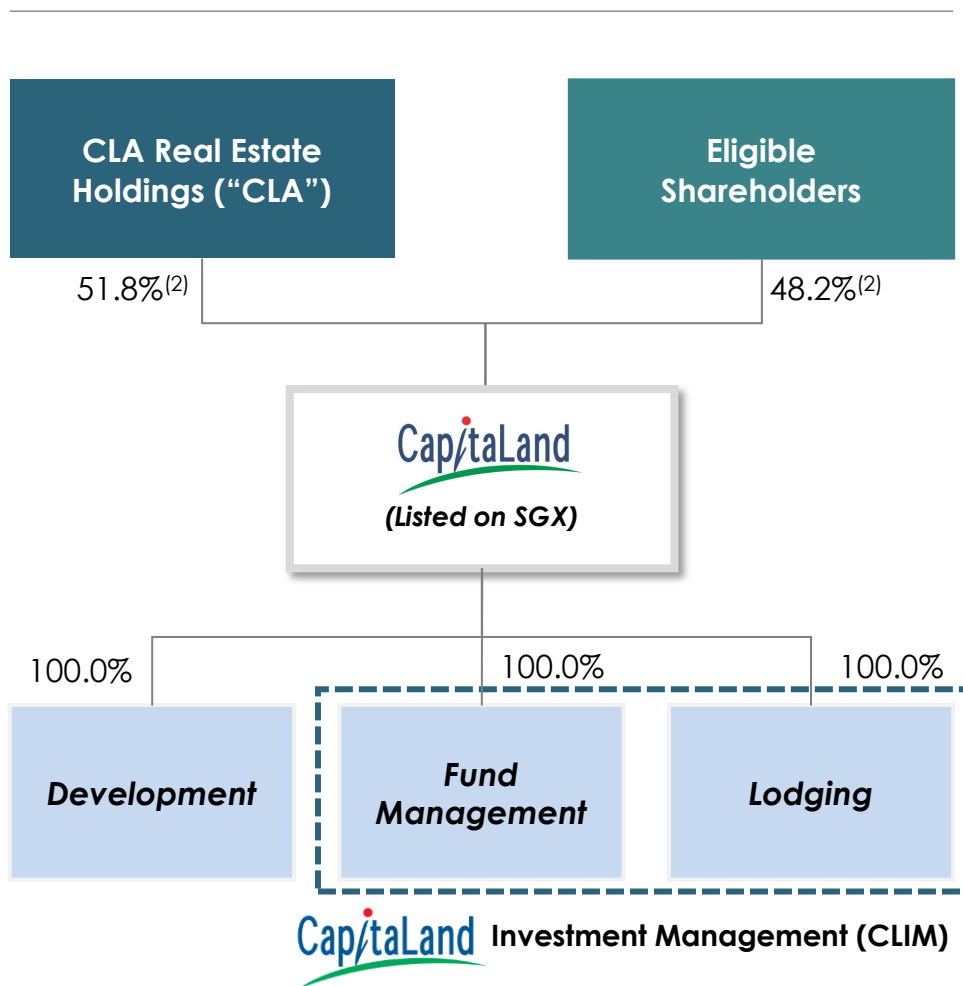 CLA Real Estate
Holdings (“CLA”)
Eligible
Shareholders
51.8%(2)
48.2%(2)
CapitaLand
(Listed on SGX)
100.0%
100.0%
100.0%
Development
Fund
Management
Lodging
CapitaLand Investment Management (CLIM)